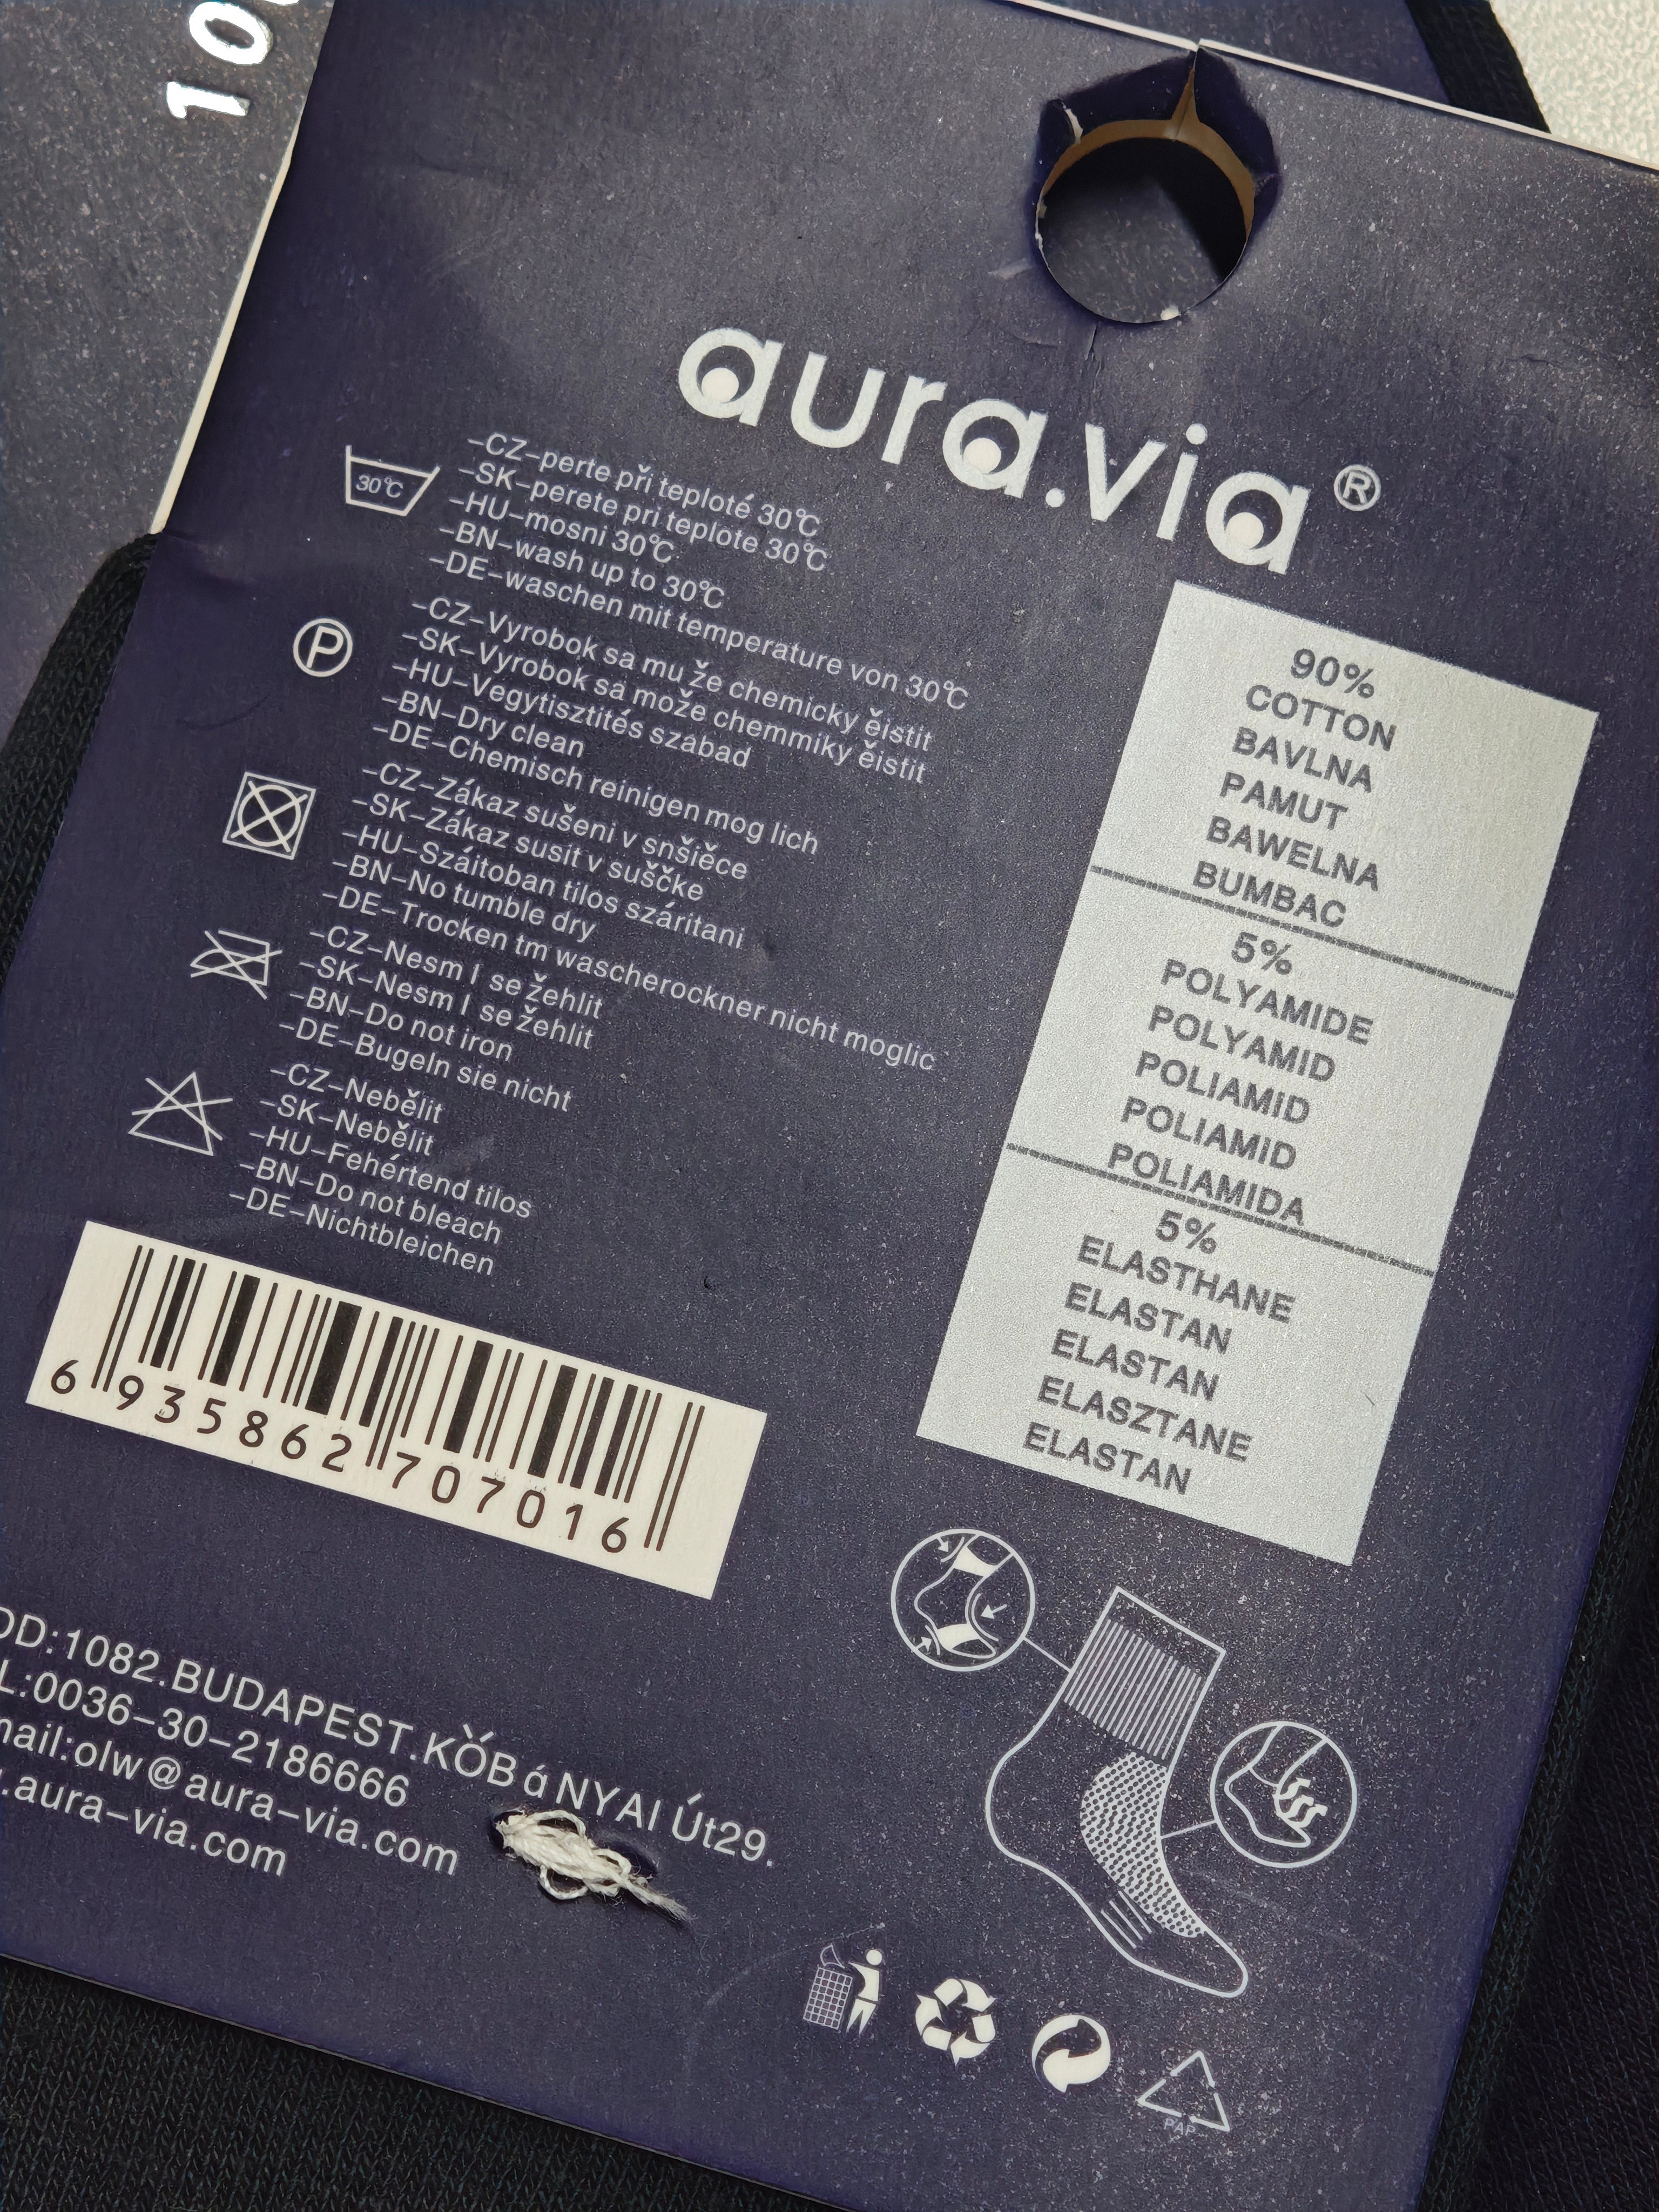 10
aura.via®
30℃
-CZ-perte při teploté 30℃
-SK-perete pri teplote 30℃
-HU-mosni 30℃
-BN-wash up to 30℃
-DE-waschen mit temperature von 30℃
P
-CZ-Vyrobok sa mu že chemicky ěistit
-SK-Vyrobok sa može chemmiky ěistit
-HU-Vegytisztités szabad
-BN-Dry clean
-DE-Chemisch reinigen mog lich
-CZ-Zákaz sušeni v snšiěce
-SK-Zákaz susit v suščke
-HU-Száitoban tilos száritani
-BN-No tumble dry
-DE-Trocken tm wascherockner nicht moglic
-CZ-Nesm I se žehlit
-SK-Nesm I se žehlit
-BN-Do not iron
-DE-Bugeln sie nicht
-CZ-Nebělit
-SK-Nebělit
-HU-Fehértend tilos
-BN-Do not bleach
-DE-Nichtbleichen
90%
COTTON
BAVLNA
PAMUT
BAWELNA
BUMBAC
5%
POLYAMIDE
POLYAMID
POLIAMID
POLIAMID
POLIAMIDA
5%
ELASTHANE
ELASTAN
ELASTAN
ELASZTANE
ELASTAN
6 935862 707016
OD:1082.BUDAPEST.KŎB á NYAI Út29.
L:0036-30-2186666
mail:olw@aura-via.com
.aura-via.com
PAP